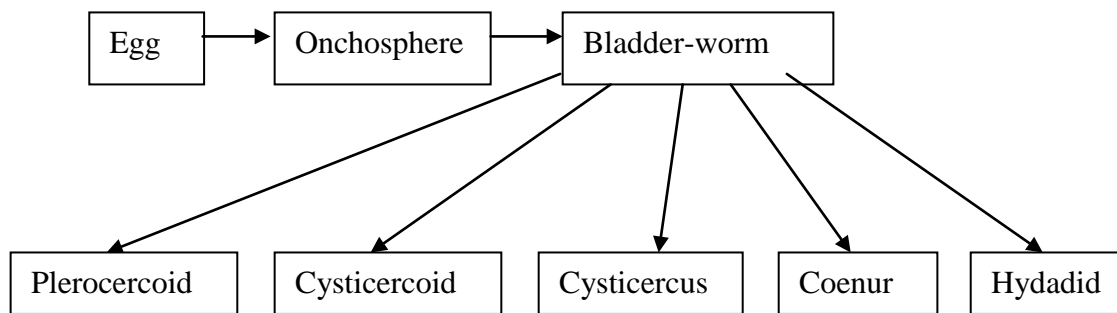 Egg
Onchosphere
Bladder-worm
Plerocercoid
Cysticercoid
Cysticercus
Coenur
Hydadid